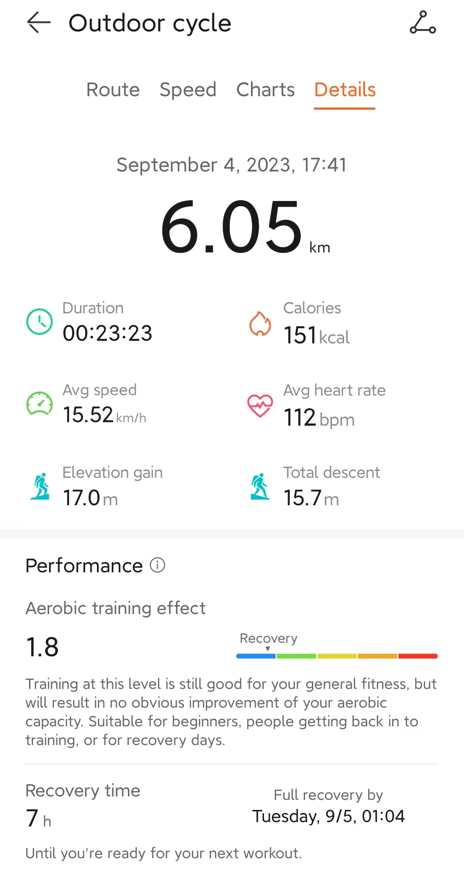 Outdoor cycle
Route Speed Charts Details
September 4, 2023, 17:41
6.05 km
Duration
00:23:23
Calories
151 kcal
Avg speed
15.52 km/h
Avg heart rate
112 bpm
Elevation gain
17.0 m
Total descent
15.7 m
Performance
Aerobic training effect
1.8
Recovery
Training at this level is still good for your general fitness, but
will result in no obvious improvement of your aerobic
capacity. Suitable for beginners, people getting back in to
training, or for recovery days.
Recovery time
7 h
Full recovery by
Tuesday, 9/5, 01:04
Until you're ready for your next workout.